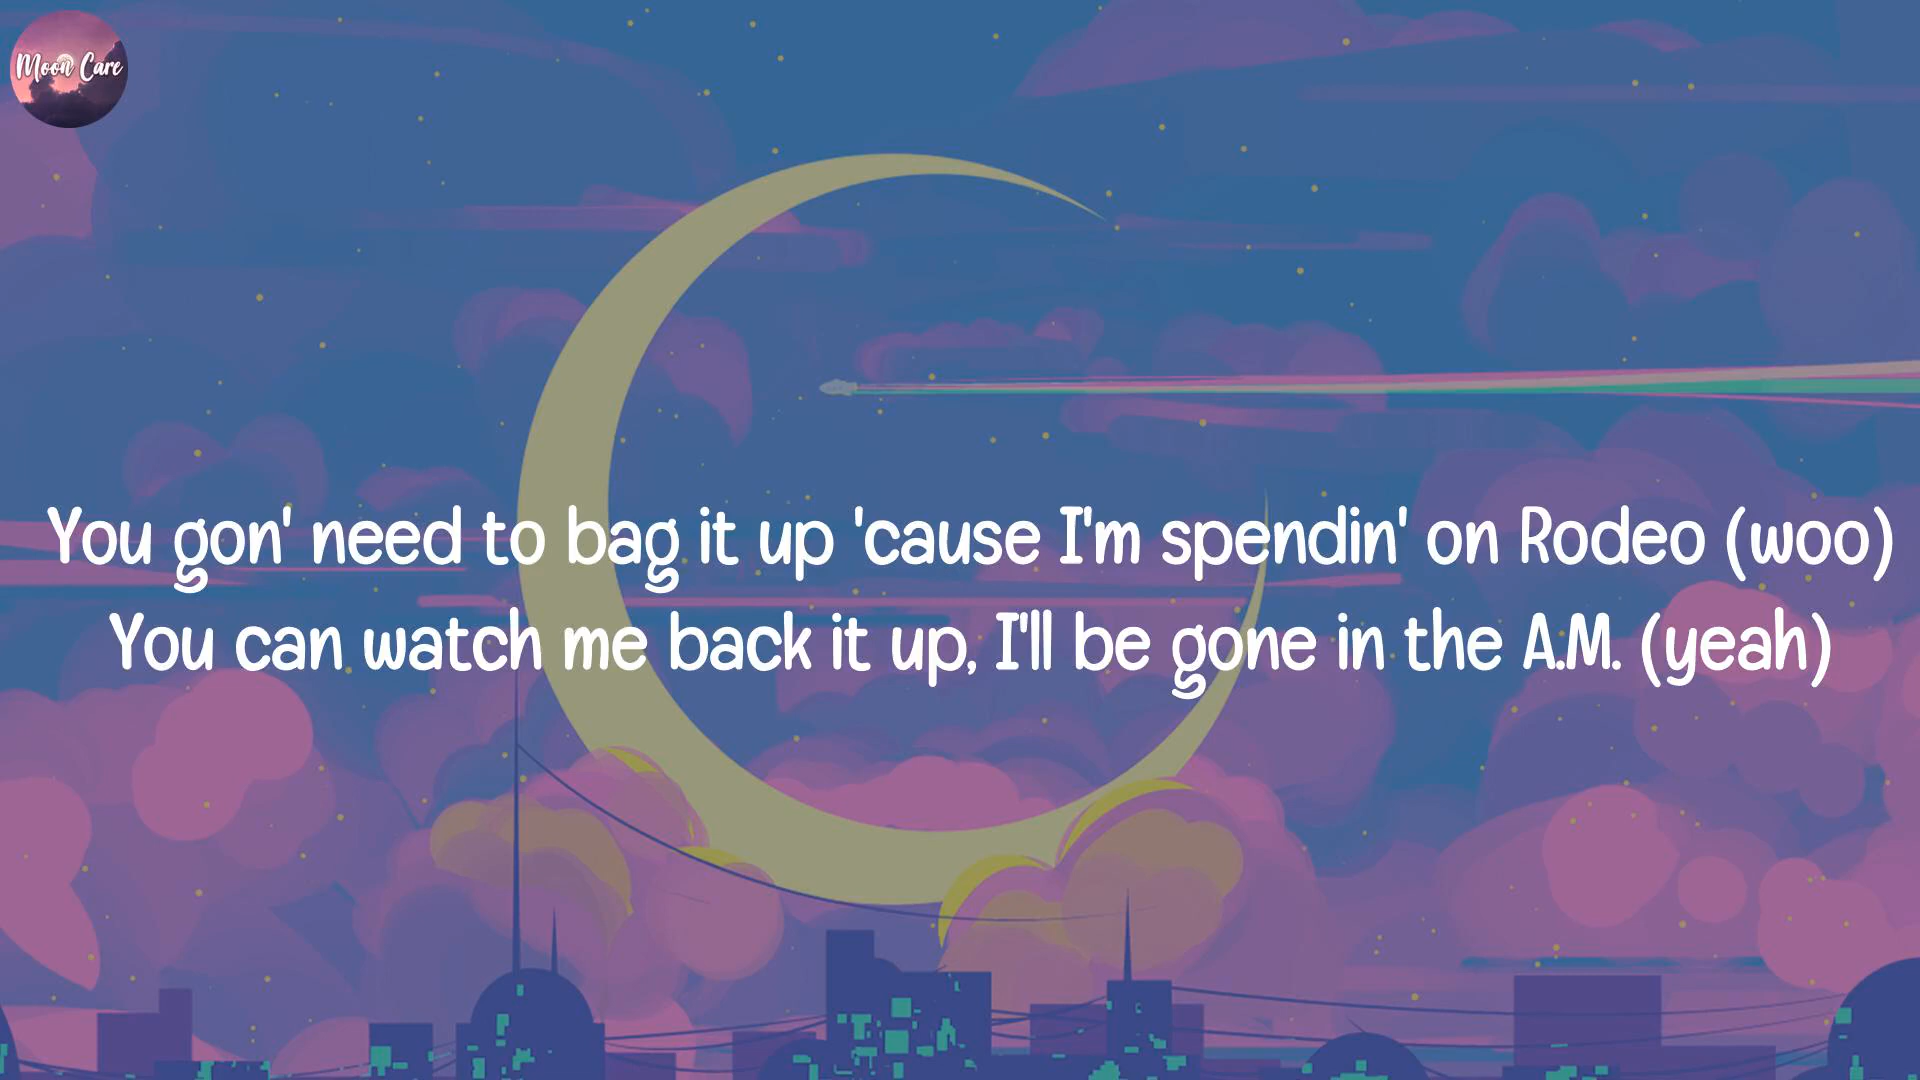 Moon Care
You gon' need to bag it up 'cause I'm spendin' on Rodeo (woo)
You can watch me back it up, I'll be gone in the A.M. (yeah)